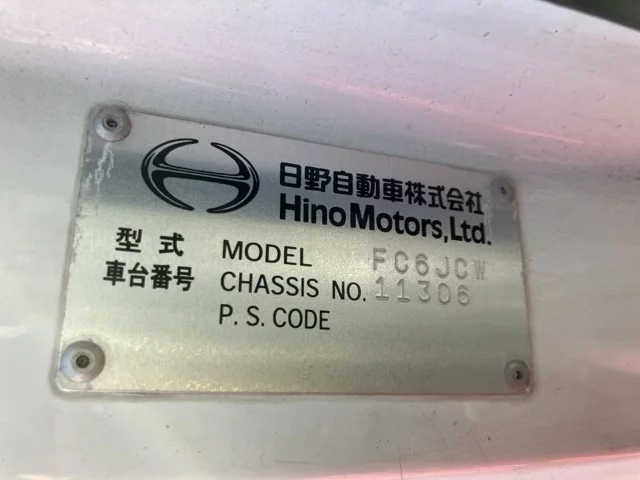 日野自動車株式会社
Hino Motors, Ltd.
型式 MODEL FC6JCW
車台番号 CHASSIS NO. 11306
P. S. CODE